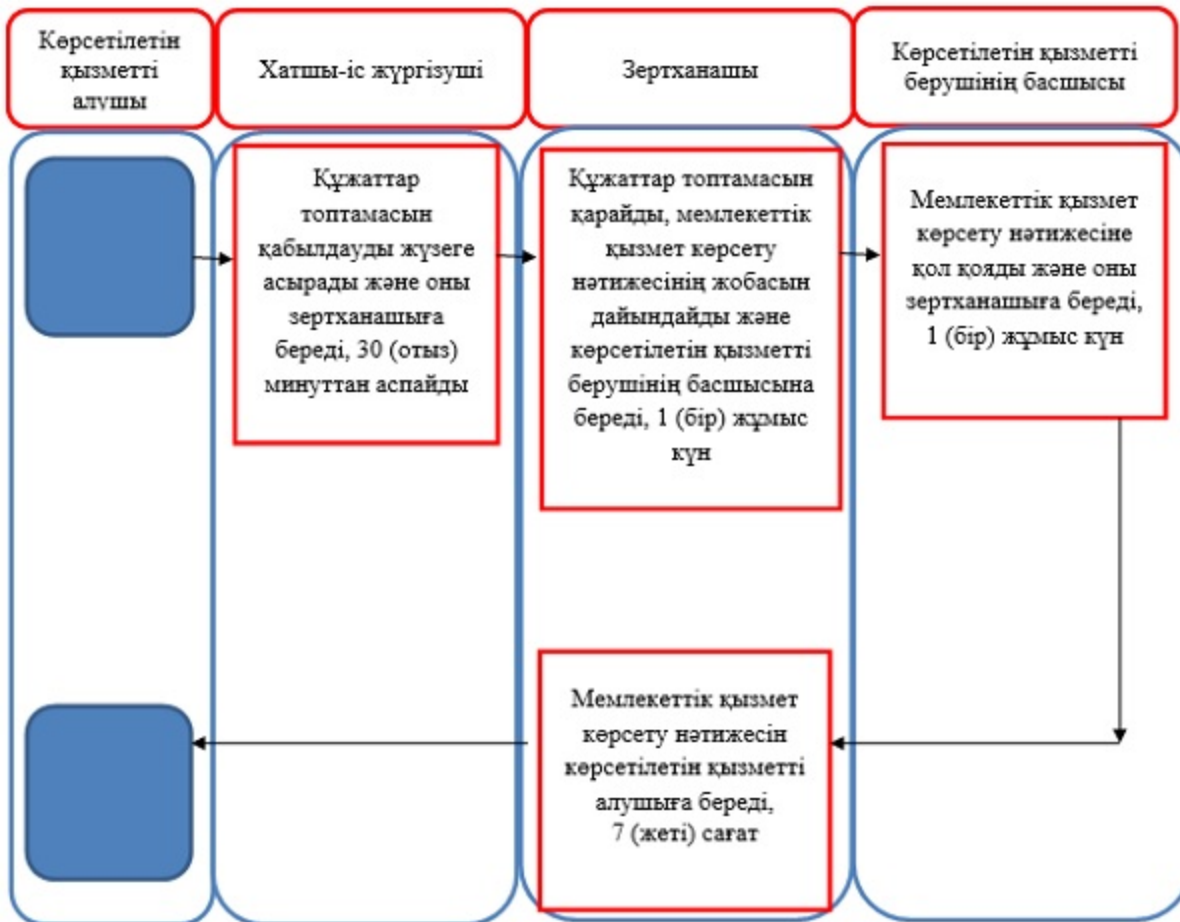 Көрсетілетін
қызметті
алушы
Хатшы-іс жүргізуші
Зертханашы
Көрсетілетін қызметті
берушінің басшысы
Құжаттар
топтамасын
қабылдауды жүзеге
асырады және оны
зертханашыға
береді, 30 (отыз)
минуттан аспайды
Құжаттар топтамасын
қарайды, мемлекеттік
қызмет көрсету
нәтижесінің жобасын
дайындайды және
көрсетілетін қызметті
берушінің басшысына
береді, 1 (бір) жұмыс
күн
Мемлекеттік қызмет
көрсету нәтижесіне
қол қояды және оны
зертханашыға береді,
1 (бір) жұмыс күн
Мемлекеттік қызмет
көрсету нәтижесін
көрсетілетін қызметті
алушыға береді,
7 (жеті) сағат